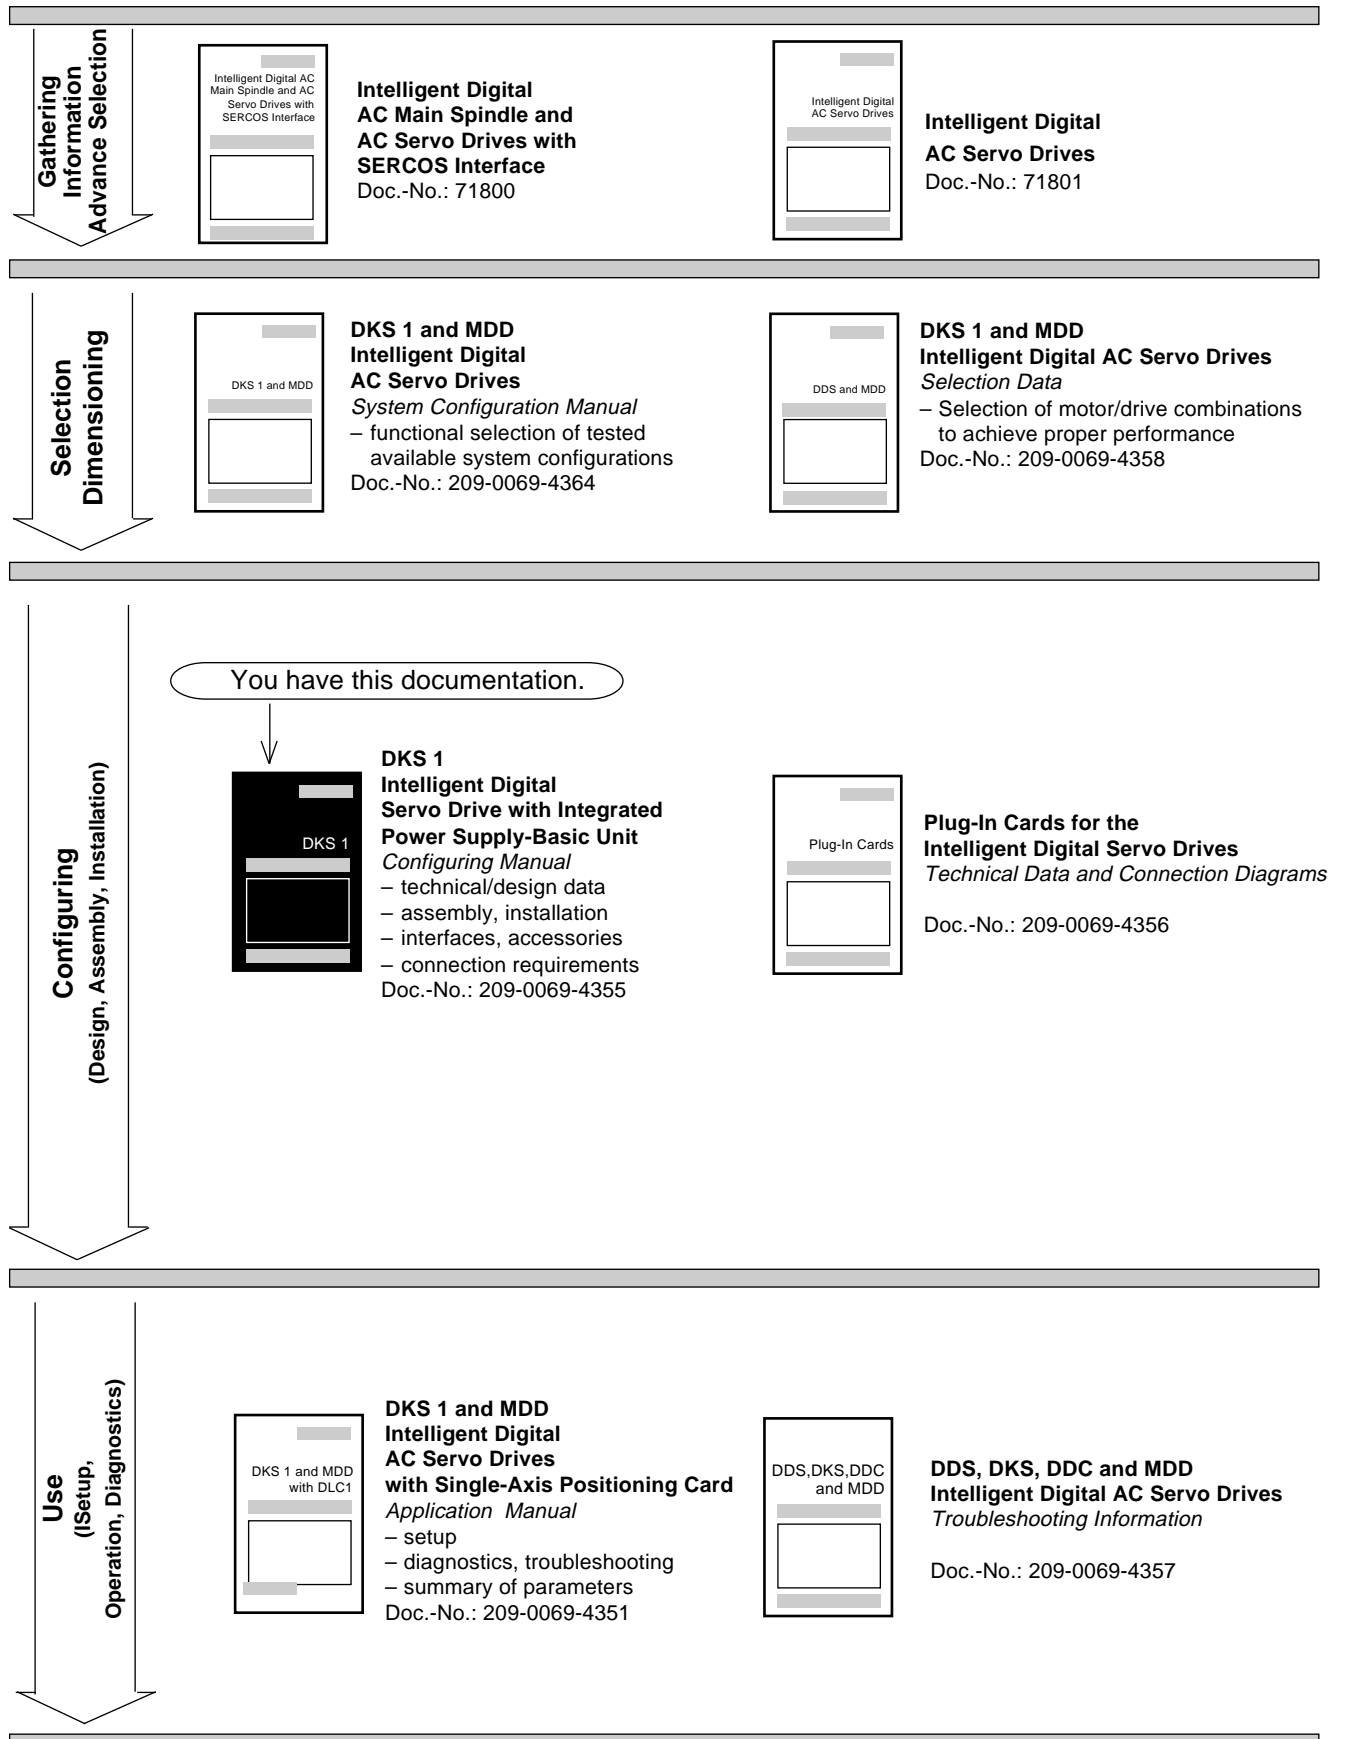 Gathering
Information
Advance Selection
Intelligent Digital AC
Main Spindle and AC
Servo Drives with
SERCOS Interface
Intelligent Digital
AC Main Spindle and
AC Servo Drives with
SERCOS Interface
Doc.-No.: 71800
Intelligent Digital
AC Servo Drives
Intelligent Digital
AC Servo Drives
Doc.-No.: 71801
Selection
Dimensioning
DKS 1 and MDD
DKS 1 and MDD
Intelligent Digital
AC Servo Drives
System Configuration Manual
– functional selection of tested
available system configurations
Doc.-No.: 209-0069-4364
DDS and MDD
DKS 1 and MDD
Intelligent Digital AC Servo Drives
Selection Data
– Selection of motor/drive combinations
to achieve proper performance
Doc.-No.: 209-0069-4358
Configuring
(Design, Assembly, Installation)
You have this documentation.
DKS 1
DKS 1
Intelligent Digital
Servo Drive with Integrated
Power Supply-Basic Unit
Configuring Manual
– technical/design data
– assembly, installation
– interfaces, accessories
– connection requirements
Doc.-No.: 209-0069-4355
Plug-In Cards
Plug-In Cards for the
Intelligent Digital Servo Drives
Technical Data and Connection Diagrams
Doc.-No.: 209-0069-4356
Use
(ISetup,
Operation, Diagnostics)
DKS 1 and MDD
with DLC1
DKS 1 and MDD
Intelligent Digital
AC Servo Drives
with Single-Axis Positioning Card
Application Manual
– setup
– diagnostics, troubleshooting
– summary of parameters
Doc.-No.: 209-0069-4351
DDS,DKS,DDC
and MDD
DDS, DKS, DDC and MDD
Intelligent Digital AC Servo Drives
Troubleshooting Information
Doc.-No.: 209-0069-4357